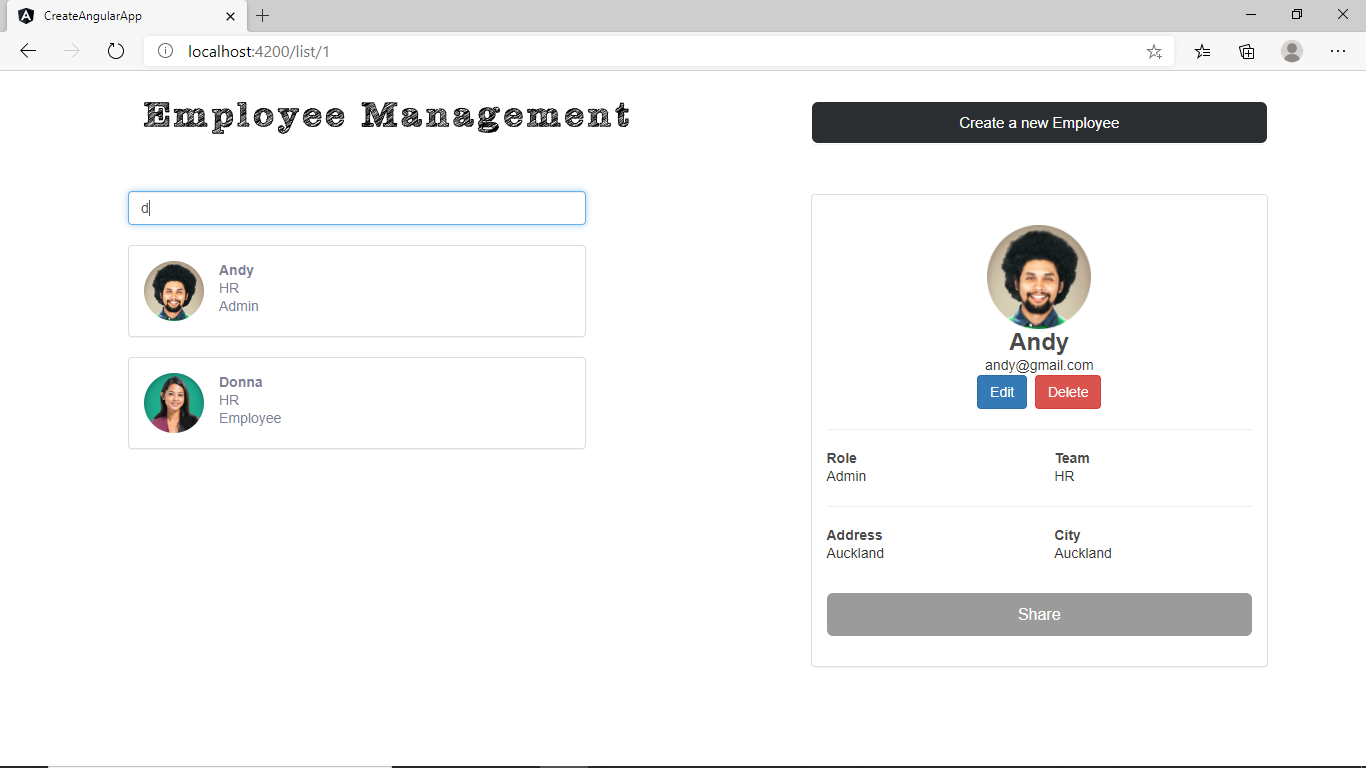 CreateAngularApp
localhost:4200/list/1
Employee Management
Create a new Employee
d
Andy
HR
Admin
Donna
HR
Employee
Andy
andy@gmail.com
Edit Delete
Role Team
Admin HR
Address City
Auckland Auckland
Share